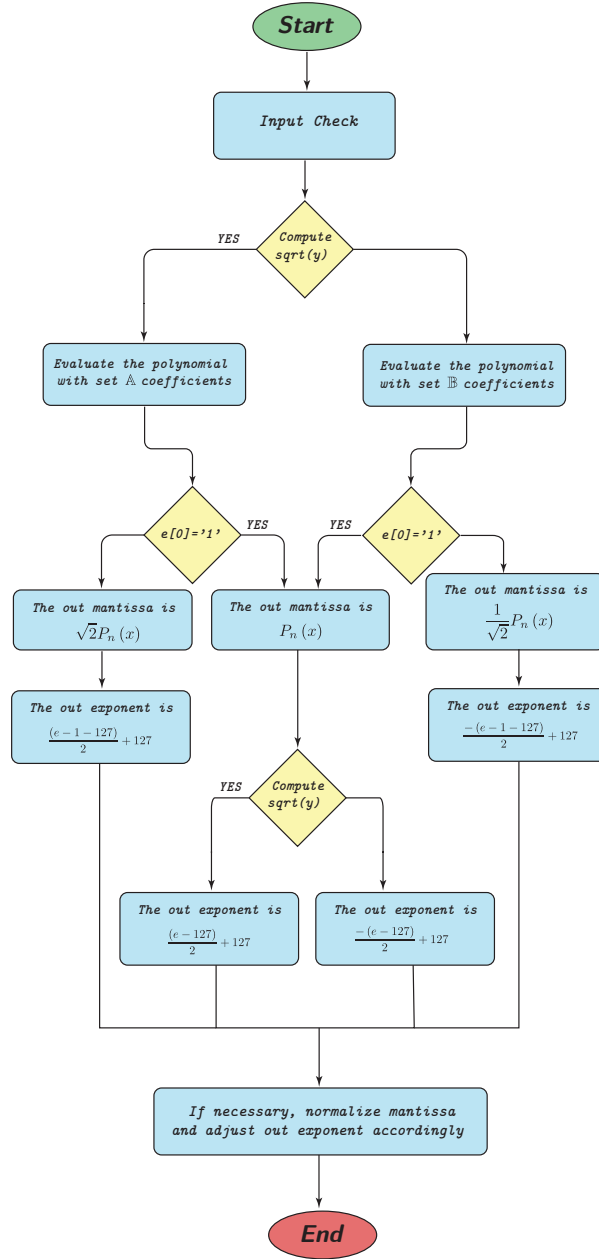 Start
Input Check
Compute
sqrt(y)
YES
Evaluate the polynomial
with set 𝔸 coefficients
Evaluate the polynomial
with set 𝔹 coefficients
e[0]='1'
YES
YES
e[0]='1'
The out mantissa is
√2 Pₙ (x)
The out mantissa is
Pₙ (x)
The out mantissa is
1/√2 Pₙ (x)
The out exponent is
(e − 1 − 127)/2 + 127
The out exponent is
− (e − 1 − 127)/2 + 127
YES
Compute
sqrt(y)
The out exponent is
(e − 127)/2 + 127
The out exponent is
− (e − 127)/2 + 127
If necessary, normalize mantissa
and adjust out exponent accordingly
End